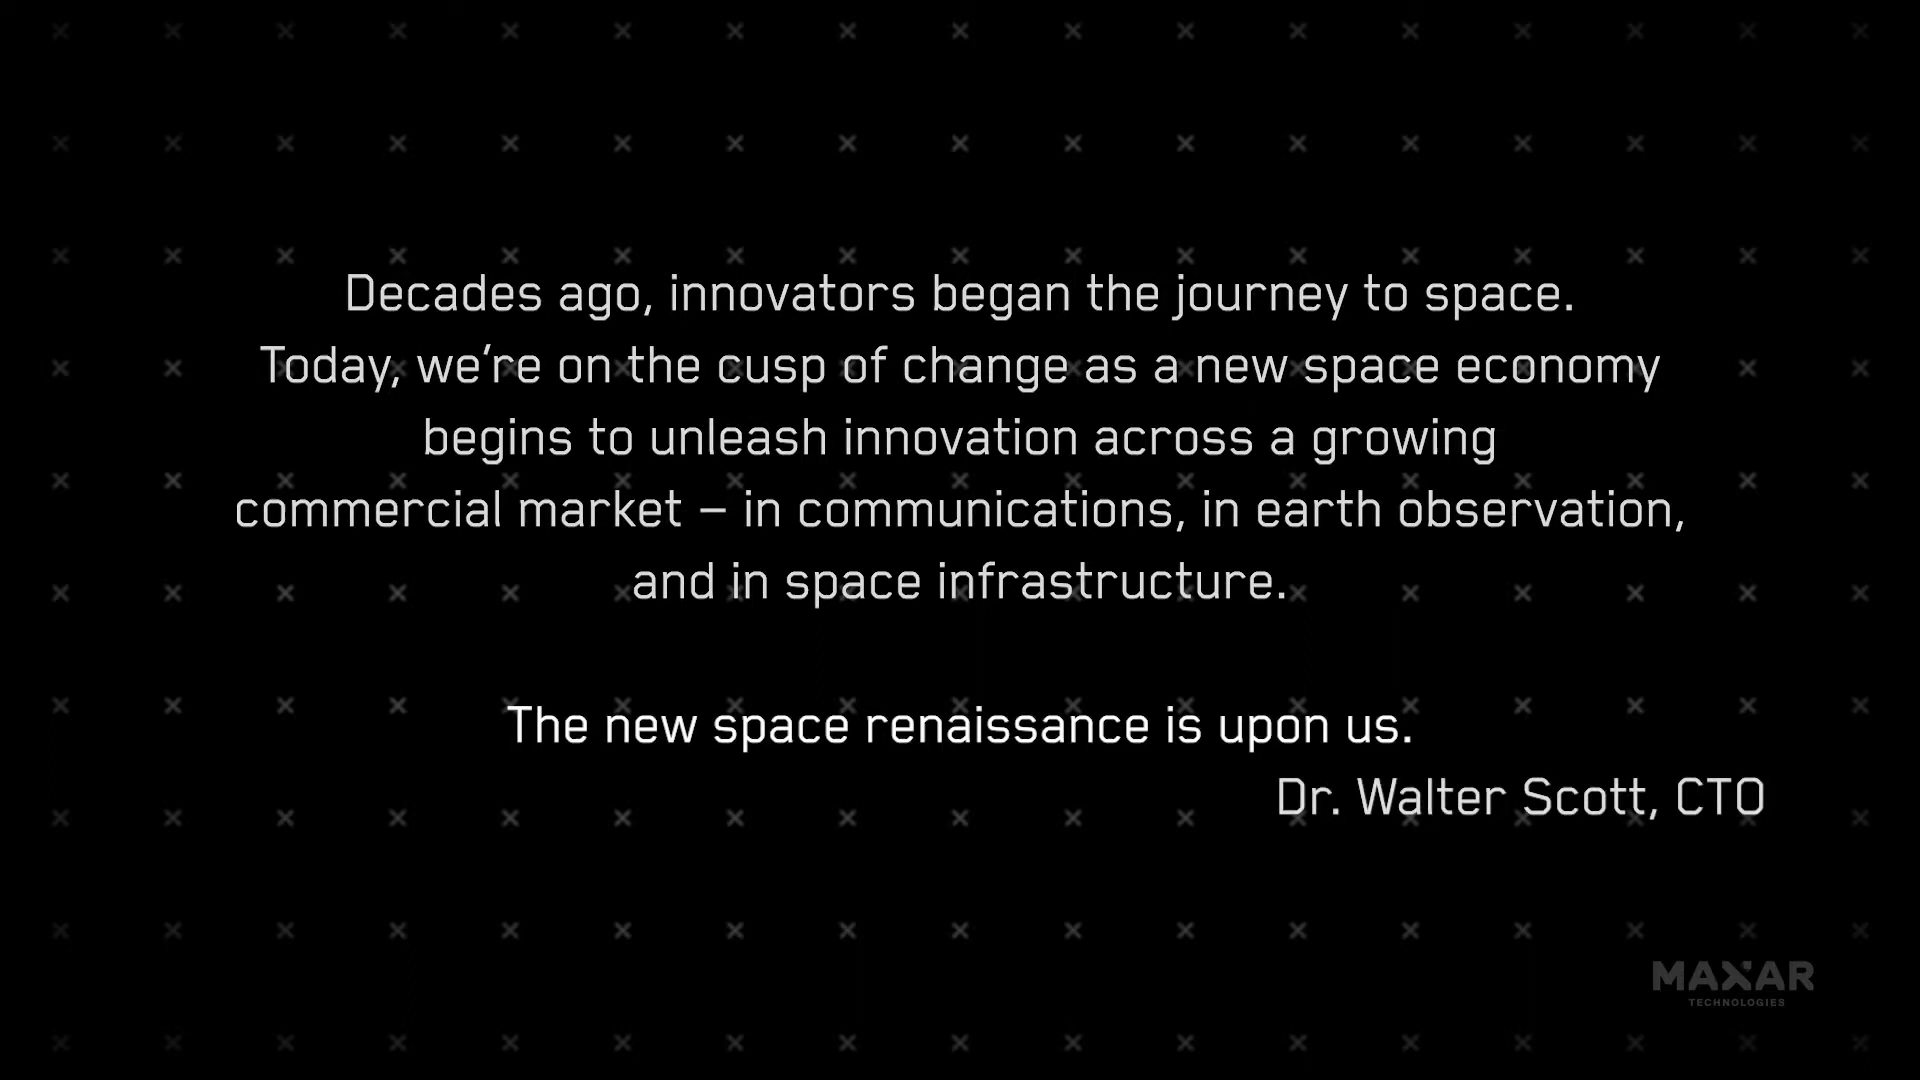 Decades ago, innovators began the journey to space.
Today, we’re on the cusp of change as a new space economy
begins to unleash innovation across a growing
commercial market – in communications, in earth observation,
and in space infrastructure.
The new space renaissance is upon us.
Dr. Walter Scott, CTO
MAXAR
TECHNOLOGIES